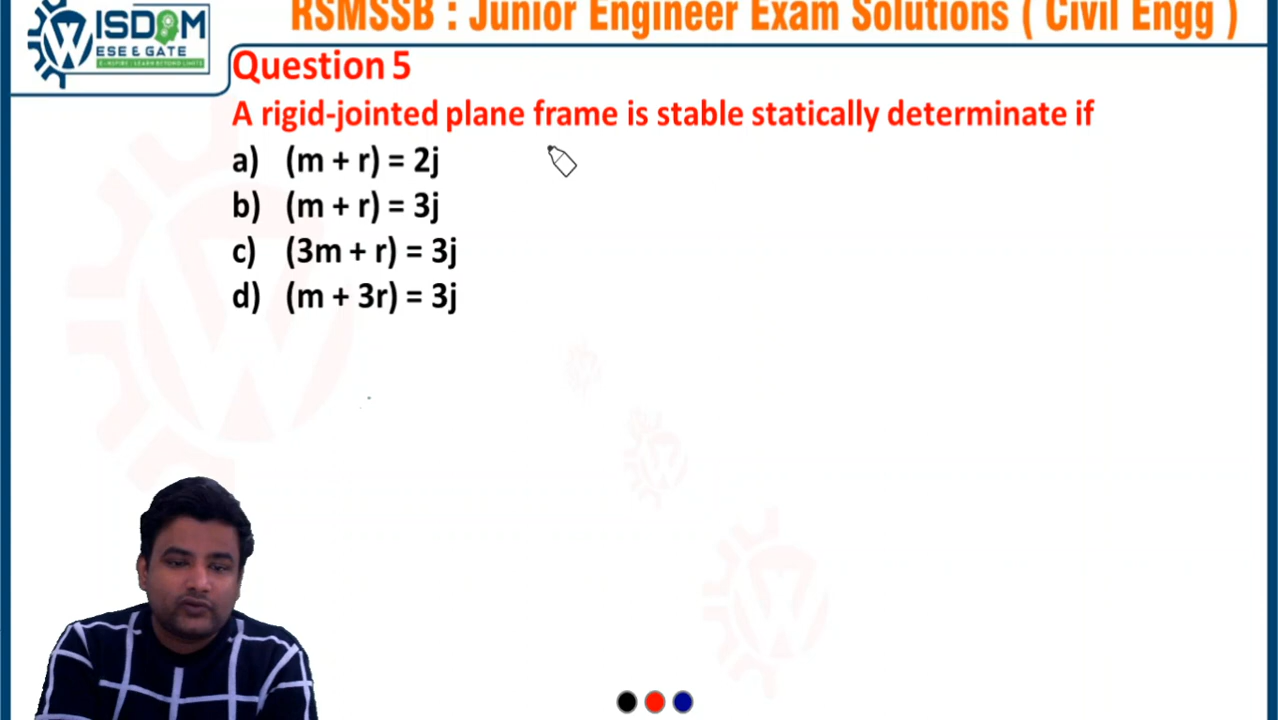 RSMSSB : Junior Engineer Exam Solutions ( Civil Engg )
WISDOM
ESE & GATE
Question 5
A rigid-jointed plane frame is stable statically determinate if
a) (m + r) = 2j
b) (m + r) = 3j
c) (3m + r) = 3j
d) (m + 3r) = 3j